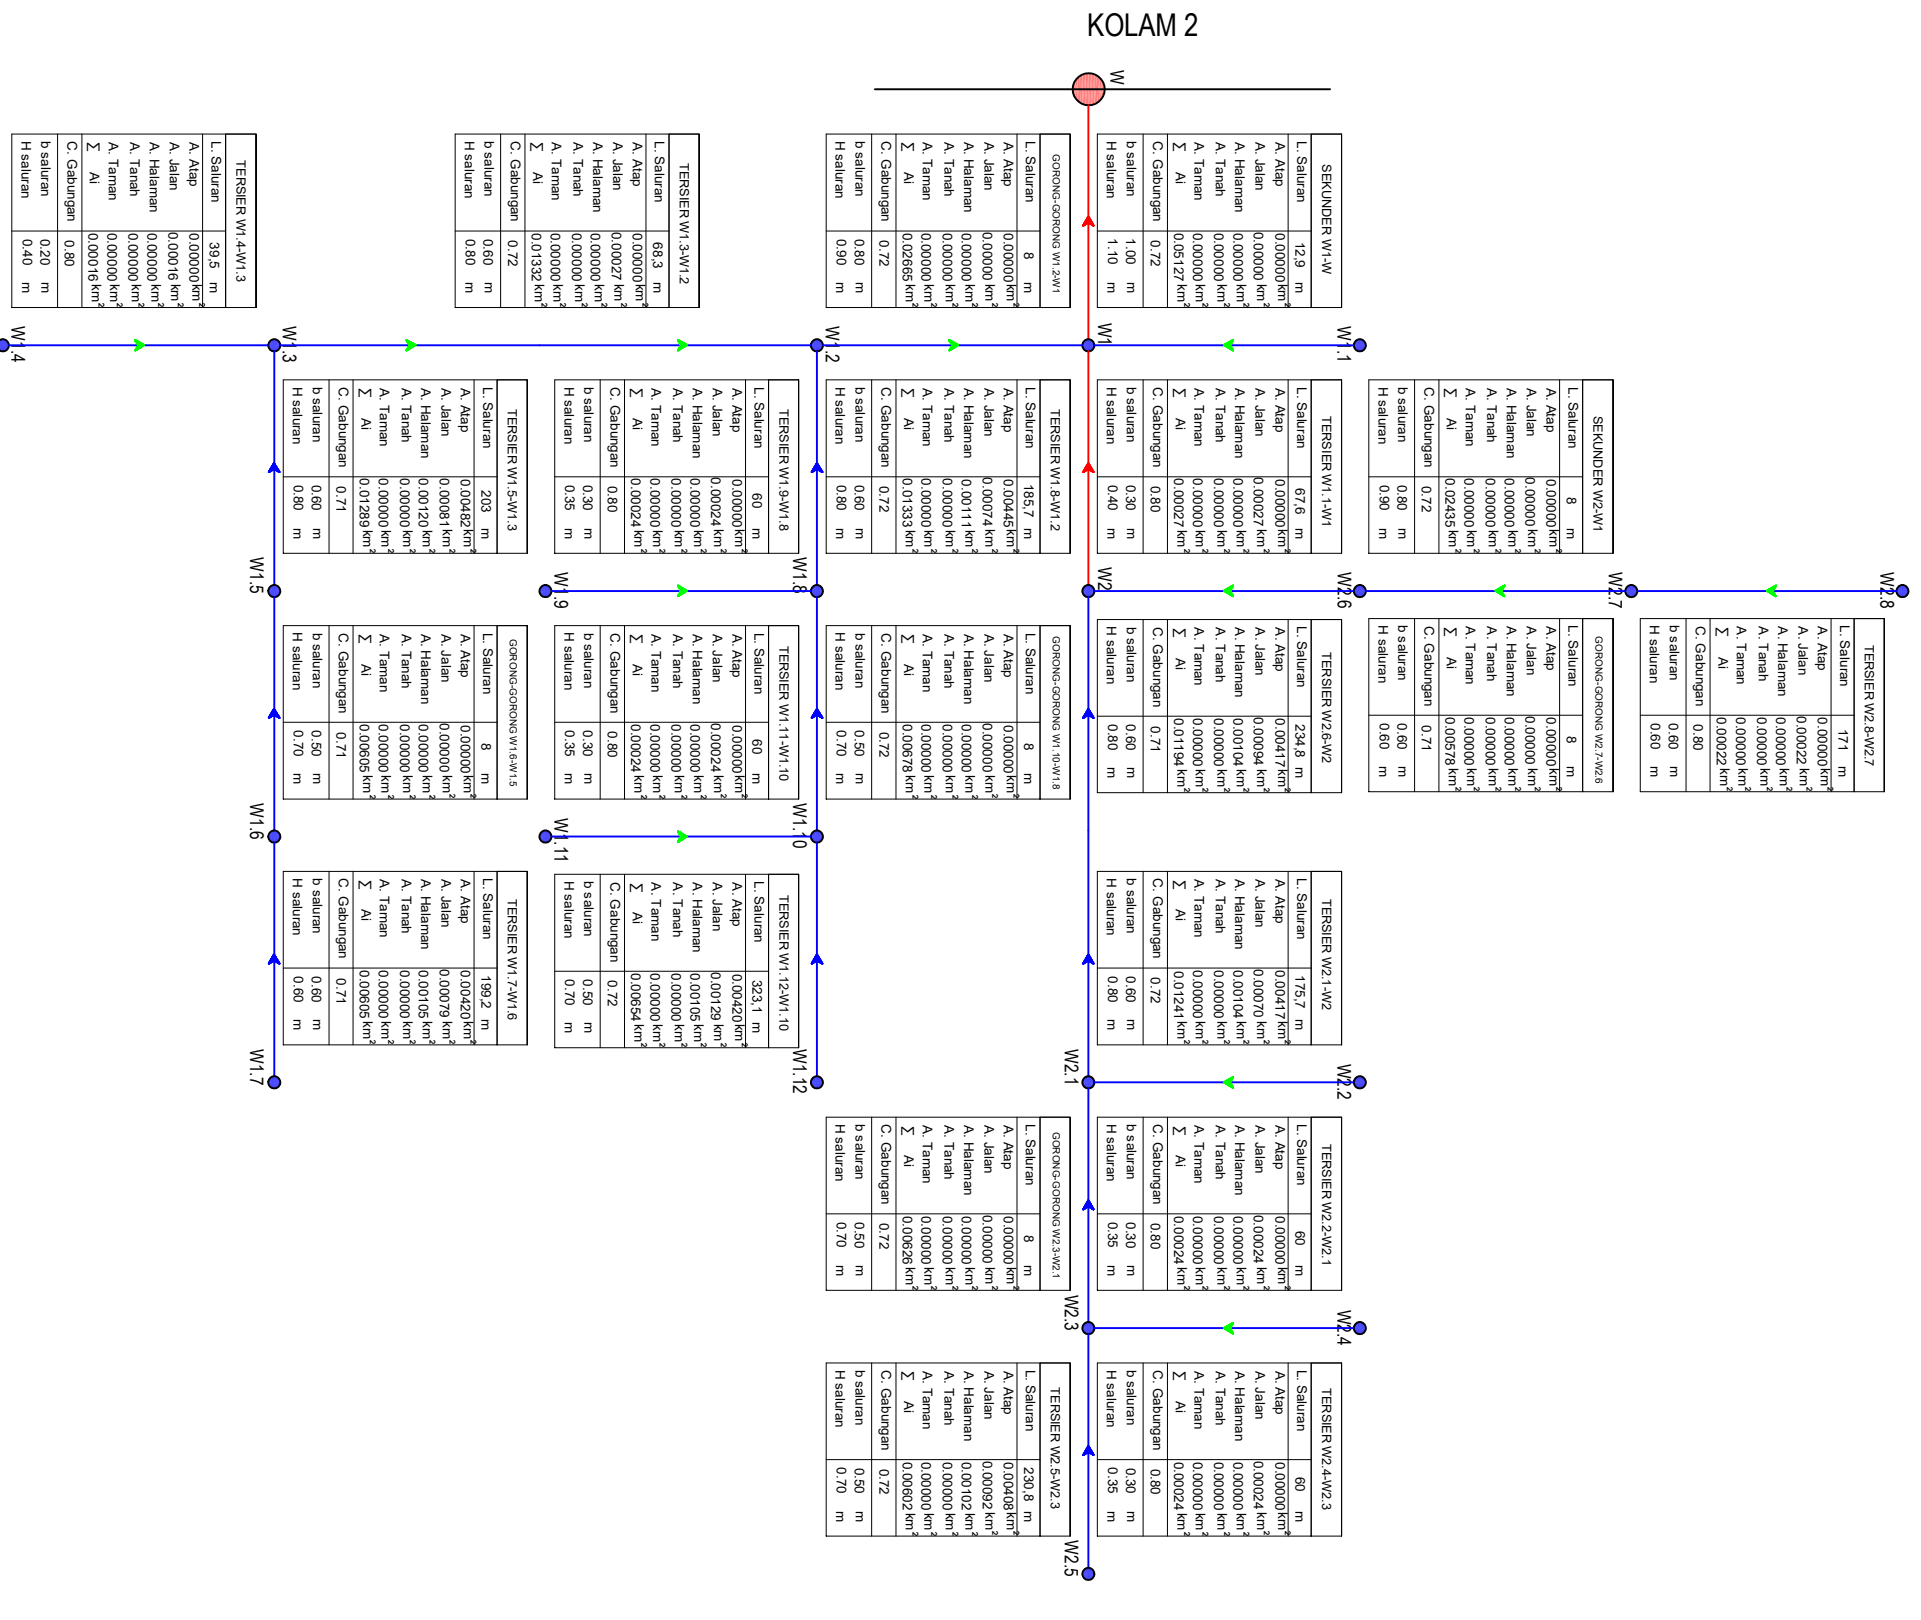 KOLAM 2
W
SEKUNDER W1-W
L. Saluran 12,9 m
A. Atap 0.00000 km²
A. Jalan 0.00000 km²
A. Halaman 0.00000 km²
A. Tanah 0.00000 km²
A. Taman 0.00000 km²
Σ Ai 0.05127 km²
C. Gabungan 0.72
b saluran 1.00 m
H saluran 1.10 m
GORONG-GORONG W1.2-W1
L. Saluran 8 m
A. Atap 0.00000 km²
A. Jalan 0.00000 km²
A. Halaman 0.00000 km²
A. Tanah 0.00000 km²
A. Taman 0.00000 km²
Σ Ai 0.02665 km²
C. Gabungan 0.72
b saluran 0.80 m
H saluran 0.90 m
TERSIER W1.3-W1.2
L. Saluran 68,3 m
A. Atap 0.00000 km²
A. Jalan 0.00027 km²
A. Halaman 0.00000 km²
A. Tanah 0.00000 km²
A. Taman 0.00000 km²
Σ Ai 0.01332 km²
C. Gabungan 0.72
b saluran 0.60 m
H saluran 0.80 m
TERSIER W1.4-W1.3
L. Saluran 39,5 m
A. Atap 0.00000 km²
A. Jalan 0.00016 km²
A. Halaman 0.00000 km²
A. Tanah 0.00000 km²
A. Taman 0.00000 km²
Σ Ai 0.00016 km²
C. Gabungan 0.80
b saluran 0.20 m
H saluran 0.40 m
W1.1
W1
W1.2
W1.3
W1.4
SEKUNDER W2-W1
L. Saluran 8 m
A. Atap 0.00000 km²
A. Jalan 0.00000 km²
A. Halaman 0.00000 km²
A. Tanah 0.00000 km²
A. Taman 0.00000 km²
Σ Ai 0.02435 km²
C. Gabungan 0.72
b saluran 0.80 m
H saluran 0.90 m
TERSIER W1.1-W1
L. Saluran 67,6 m
A. Atap 0.00000 km²
A. Jalan 0.00027 km²
A. Halaman 0.00000 km²
A. Tanah 0.00000 km²
A. Taman 0.00000 km²
Σ Ai 0.00027 km²
C. Gabungan 0.80
b saluran 0.30 m
H saluran 0.40 m
TERSIER W1.8-W1.2
L. Saluran 185,7 m
A. Atap 0.00445 km²
A. Jalan 0.00074 km²
A. Halaman 0.00111 km²
A. Tanah 0.00000 km²
A. Taman 0.00000 km²
Σ Ai 0.01333 km²
C. Gabungan 0.72
b saluran 0.60 m
H saluran 0.80 m
TERSIER W1.9-W1.8
L. Saluran 60 m
A. Atap 0.00000 km²
A. Jalan 0.00024 km²
A. Halaman 0.00000 km²
A. Tanah 0.00000 km²
A. Taman 0.00000 km²
Σ Ai 0.00024 km²
C. Gabungan 0.80
b saluran 0.30 m
H saluran 0.35 m
TERSIER W1.5-W1.3
L. Saluran 203 m
A. Atap 0.00482 km²
A. Jalan 0.00081 km²
A. Halaman 0.00120 km²
A. Tanah 0.00000 km²
A. Taman 0.00000 km²
Σ Ai 0.01289 km²
C. Gabungan 0.71
b saluran 0.60 m
H saluran 0.80 m
W2.8
W2.7
W2.6
W2
W1.8
W1.9
W1.5
TERSIER W2.8-W2.7
L. Saluran 171 m
A. Atap 0.00000 km²
A. Jalan 0.00022 km²
A. Halaman 0.00000 km²
A. Tanah 0.00000 km²
A. Taman 0.00000 km²
Σ Ai 0.00022 km²
C. Gabungan 0.80
b saluran 0.60 m
H saluran 0.60 m
GORONG-GORONG W2.7-W26
L. Saluran 8 m
A. Atap 0.00000 km²
A. Jalan 0.00000 km²
A. Halaman 0.00000 km²
A. Tanah 0.00000 km²
A. Taman 0.00000 km²
Σ Ai 0.00578 km²
C. Gabungan 0.71
b saluran 0.60 m
H saluran 0.60 m
TERSIER W2.6-W2
L. Saluran 234,8 m
A. Atap 0.00417 km²
A. Jalan 0.00094 km²
A. Halaman 0.00104 km²
A. Tanah 0.00000 km²
A. Taman 0.00000 km²
Σ Ai 0.01194 km²
C. Gabungan 0.71
b saluran 0.60 m
H saluran 0.80 m
GORONG-GORONG W1.10-W1.8
L. Saluran 8 m
A. Atap 0.00000 km²
A. Jalan 0.00000 km²
A. Halaman 0.00000 km²
A. Tanah 0.00000 km²
A. Taman 0.00000 km²
Σ Ai 0.00678 km²
C. Gabungan 0.72
b saluran 0.50 m
H saluran 0.70 m
TERSIER W1.11-W1.10
L. Saluran 60 m
A. Atap 0.00000 km²
A. Jalan 0.00024 km²
A. Halaman 0.00000 km²
A. Tanah 0.00000 km²
A. Taman 0.00000 km²
Σ Ai 0.00024 km²
C. Gabungan 0.80
b saluran 0.30 m
H saluran 0.35 m
GORONG-GORONG W1.6-W1.5
L. Saluran 8 m
A. Atap 0.00000 km²
A. Jalan 0.00000 km²
A. Halaman 0.00000 km²
A. Tanah 0.00000 km²
A. Taman 0.00000 km²
Σ Ai 0.00605 km²
C. Gabungan 0.71
b saluran 0.50 m
H saluran 0.70 m
W1.10
W1.11
W1.6
TERSIER W2.1-W2
L. Saluran 175,7 m
A. Atap 0.00417 km²
A. Jalan 0.00070 km²
A. Halaman 0.00104 km²
A. Tanah 0.00000 km²
A. Taman 0.00000 km²
Σ Ai 0.01241 km²
C. Gabungan 0.72
b saluran 0.60 m
H saluran 0.80 m
TERSIER W1.12-W1.10
L. Saluran 323,1 m
A. Atap 0.00420 km²
A. Jalan 0.00129 km²
A. Halaman 0.00105 km²
A. Tanah 0.00000 km²
A. Taman 0.00000 km²
Σ Ai 0.00654 km²
C. Gabungan 0.72
b saluran 0.50 m
H saluran 0.70 m
TERSIER W1.7-W1.6
L. Saluran 199,2 m
A. Atap 0.00420 km²
A. Jalan 0.00079 km²
A. Halaman 0.00105 km²
A. Tanah 0.00000 km²
A. Taman 0.00000 km²
Σ Ai 0.00605 km²
C. Gabungan 0.71
b saluran 0.60 m
H saluran 0.60 m
W2.2
W2.1
W1.12
W1.7
TERSIER W2.2-W2.1
L. Saluran 60 m
A. Atap 0.00000 km²
A. Jalan 0.00024 km²
A. Halaman 0.00000 km²
A. Tanah 0.00000 km²
A. Taman 0.00000 km²
Σ Ai 0.00024 km²
C. Gabungan 0.80
b saluran 0.30 m
H saluran 0.35 m
GORONG-GORONG W2.3-W2.1
L. Saluran 8 m
A. Atap 0.00000 km²
A. Jalan 0.00000 km²
A. Halaman 0.00000 km²
A. Tanah 0.00000 km²
A. Taman 0.00000 km²
Σ Ai 0.00626 km²
C. Gabungan 0.72
b saluran 0.50 m
H saluran 0.70 m
W2.4
W2.3
TERSIER W2.4-W2.3
L. Saluran 60 m
A. Atap 0.00000 km²
A. Jalan 0.00024 km²
A. Halaman 0.00000 km²
A. Tanah 0.00000 km²
A. Taman 0.00000 km²
Σ Ai 0.00024 km²
C. Gabungan 0.80
b saluran 0.30 m
H saluran 0.35 m
TERSIER W2.5-W2.3
L. Saluran 230,8 m
A. Atap 0.00408 km²
A. Jalan 0.00092 km²
A. Halaman 0.00102 km²
A. Tanah 0.00000 km²
A. Taman 0.00000 km²
Σ Ai 0.00602 km²
C. Gabungan 0.72
b saluran 0.50 m
H saluran 0.70 m
W2.5